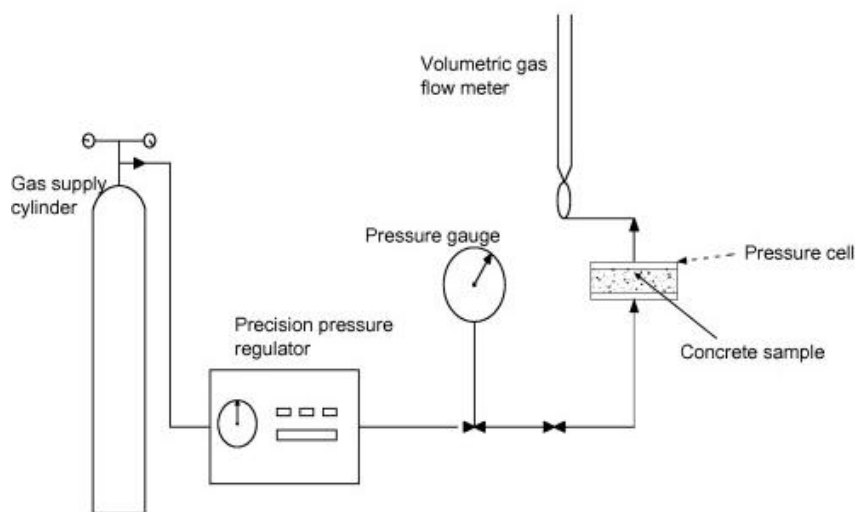 Volumetric gas
flow meter
Gas supply
cylinder
Pressure gauge
Pressure cell
Precision pressure
regulator
Concrete sample